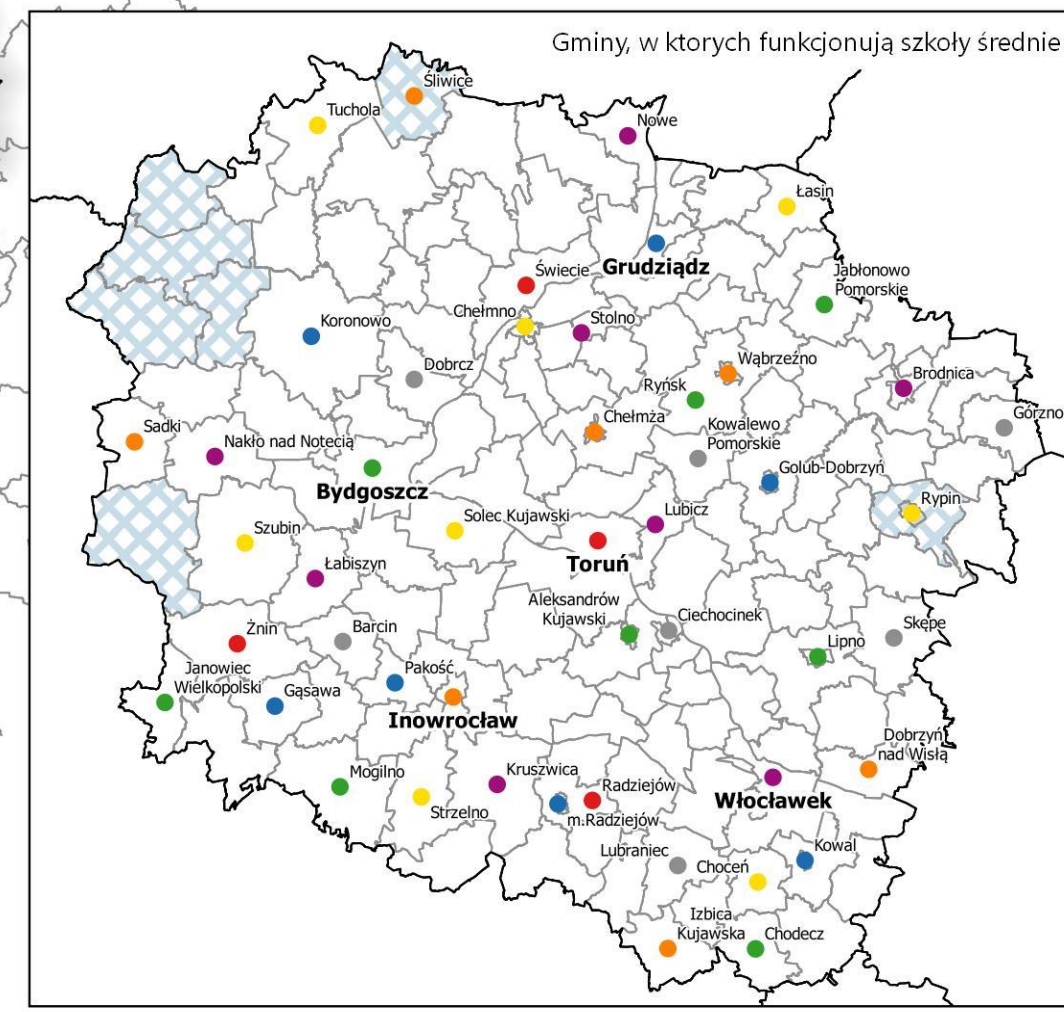 Gminy, w ktorych funkcjonują szkoły średnie
Śliwice
Tuchola
Nowe
Łasin
Grudziądz
Świecie
Jabłonowo
Pomorskie
Chełmno
Stolno
Koronowo
Dobrcz
Wąbrzeźno
Ryńsk
Brodnica
Chełmża
Kowalewo
Pomorskie
Górzno
Sadki
Nakło nad Notecią
Golub-Dobrzyń
Bydgoszcz
Rypin
Szubin
Solec Kujawski
Lubicz
Toruń
Łabiszyn
Aleksandrów
Kujawski
Ciechocinek
Żnin
Barcin
Lipno
Skępe
Janowiec
Wielkopolski
Gąsawa
Pakość
Inowrocław
Dobrzyń
nad Wisłą
Mogilno
Kruszwica
Radziejów
Strzelno
m.Radziejów
Włocławek
Lubraniec
Choceń
Kowal
Izbica
Kujawska
Chodecz